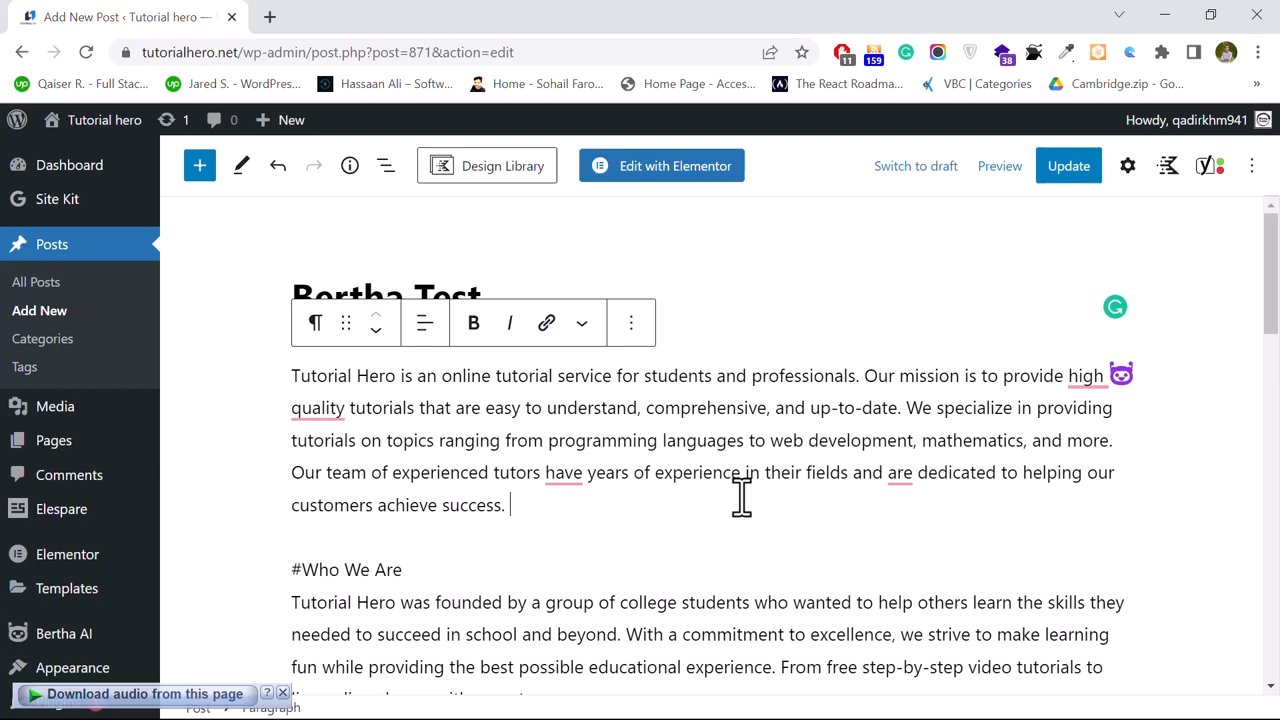 Add New Post ‹ Tutorial hero —
tutorialhero.net/wp-admin/post.php?post=871&action=edit
11
159
38
Qaiser R. - Full Stac...
Jared S. - WordPres...
Hassaan Ali – Softw...
Home - Sohail Faro...
Home Page - Acces...
The React Roadma...
VBC | Categories
Cambridge.zip - Go...
»
Tutorial hero
1
0
New
Howdy, qadirkhm941
Dashboard
Site Kit
Posts
All Posts
Add New
Categories
Tags
Media
Pages
Comments
Elespare
Elementor
Templates
Bertha AI
Appearance
Design Library
Edit with Elementor
Switch to draft
Preview
Update
Bertha Test
B I
Tutorial Hero is an online tutorial service for students and professionals. Our mission is to provide high
quality tutorials that are easy to understand, comprehensive, and up-to-date. We specialize in providing
tutorials on topics ranging from programming languages to web development, mathematics, and more.
Our team of experienced tutors have years of experience in their fields and are dedicated to helping our
customers achieve success.
#Who We Are
Tutorial Hero was founded by a group of college students who wanted to help others learn the skills they
needed to succeed in school and beyond. With a commitment to excellence, we strive to make learning
fun while providing the best possible educational experience. From free step-by-step video tutorials to
Download audio from this page
?
Post
Paragraph